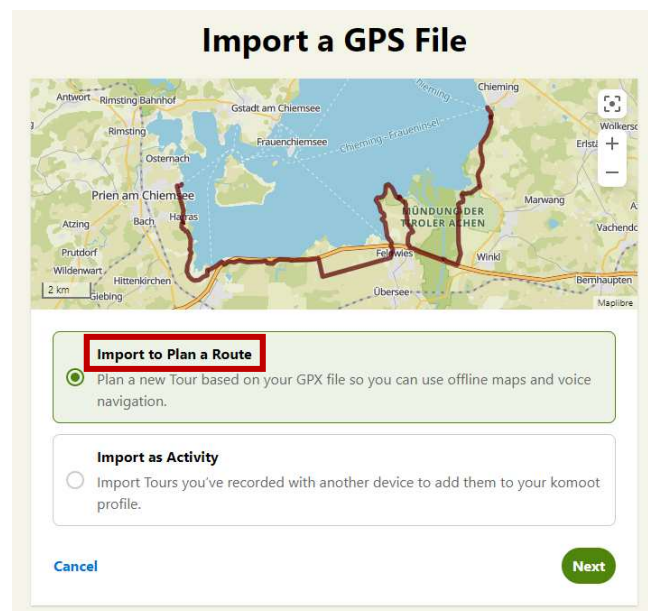 Import a GPS File
Chieming
Chieming
Antwort
Rimsting Bahnhof
Gstadt am Chiemsee
Rimsting
Frauenchiemsee
Chieming - Fraueninsel
Osternach
Prien am Chiemsee
Marwang
MÜNDUNG DER
TIROLER ACHEN
Atzing
Bach
Harras
Prutdorf
Feldwies
Winkl
Wildenwart
Hittenkirchen
Übersee
Bernhaupten
2 km
Giebing
Maplibre
Import to Plan a Route
Plan a new Tour based on your GPX file so you can use offline maps and voice
navigation.
Import as Activity
Import Tours you've recorded with another device to add them to your komoot
profile.
Cancel
Next